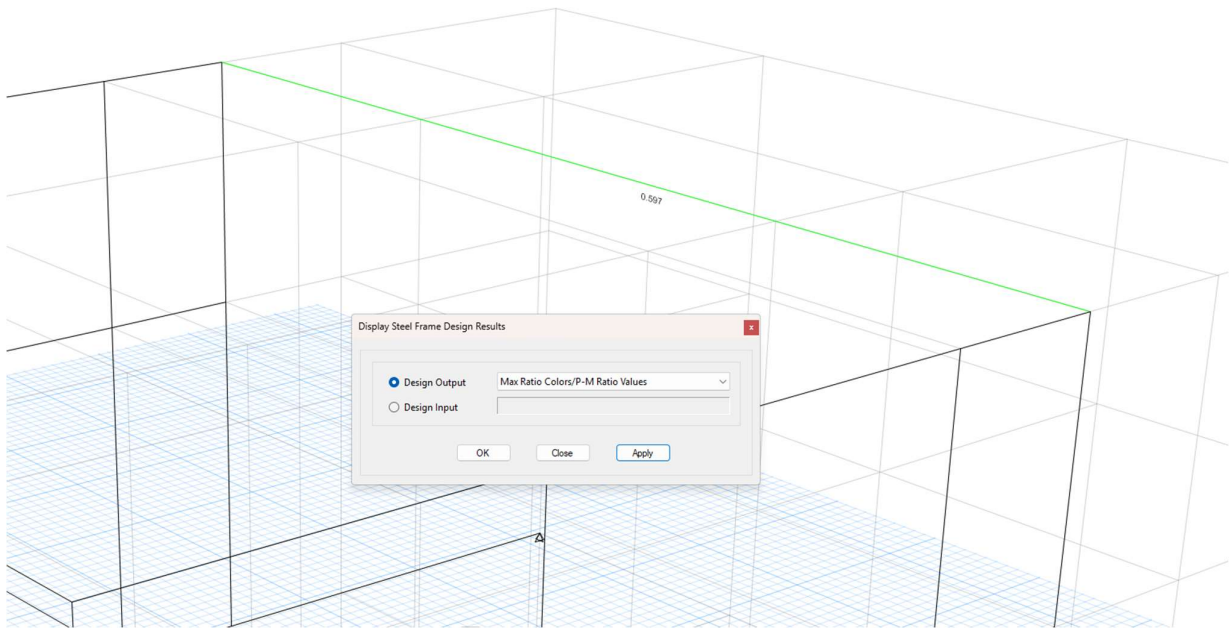 0.597
Display Steel Frame Design Results
x
Design Output
Max Ratio Colors/P-M Ratio Values
Design Input
OK
Close
Apply